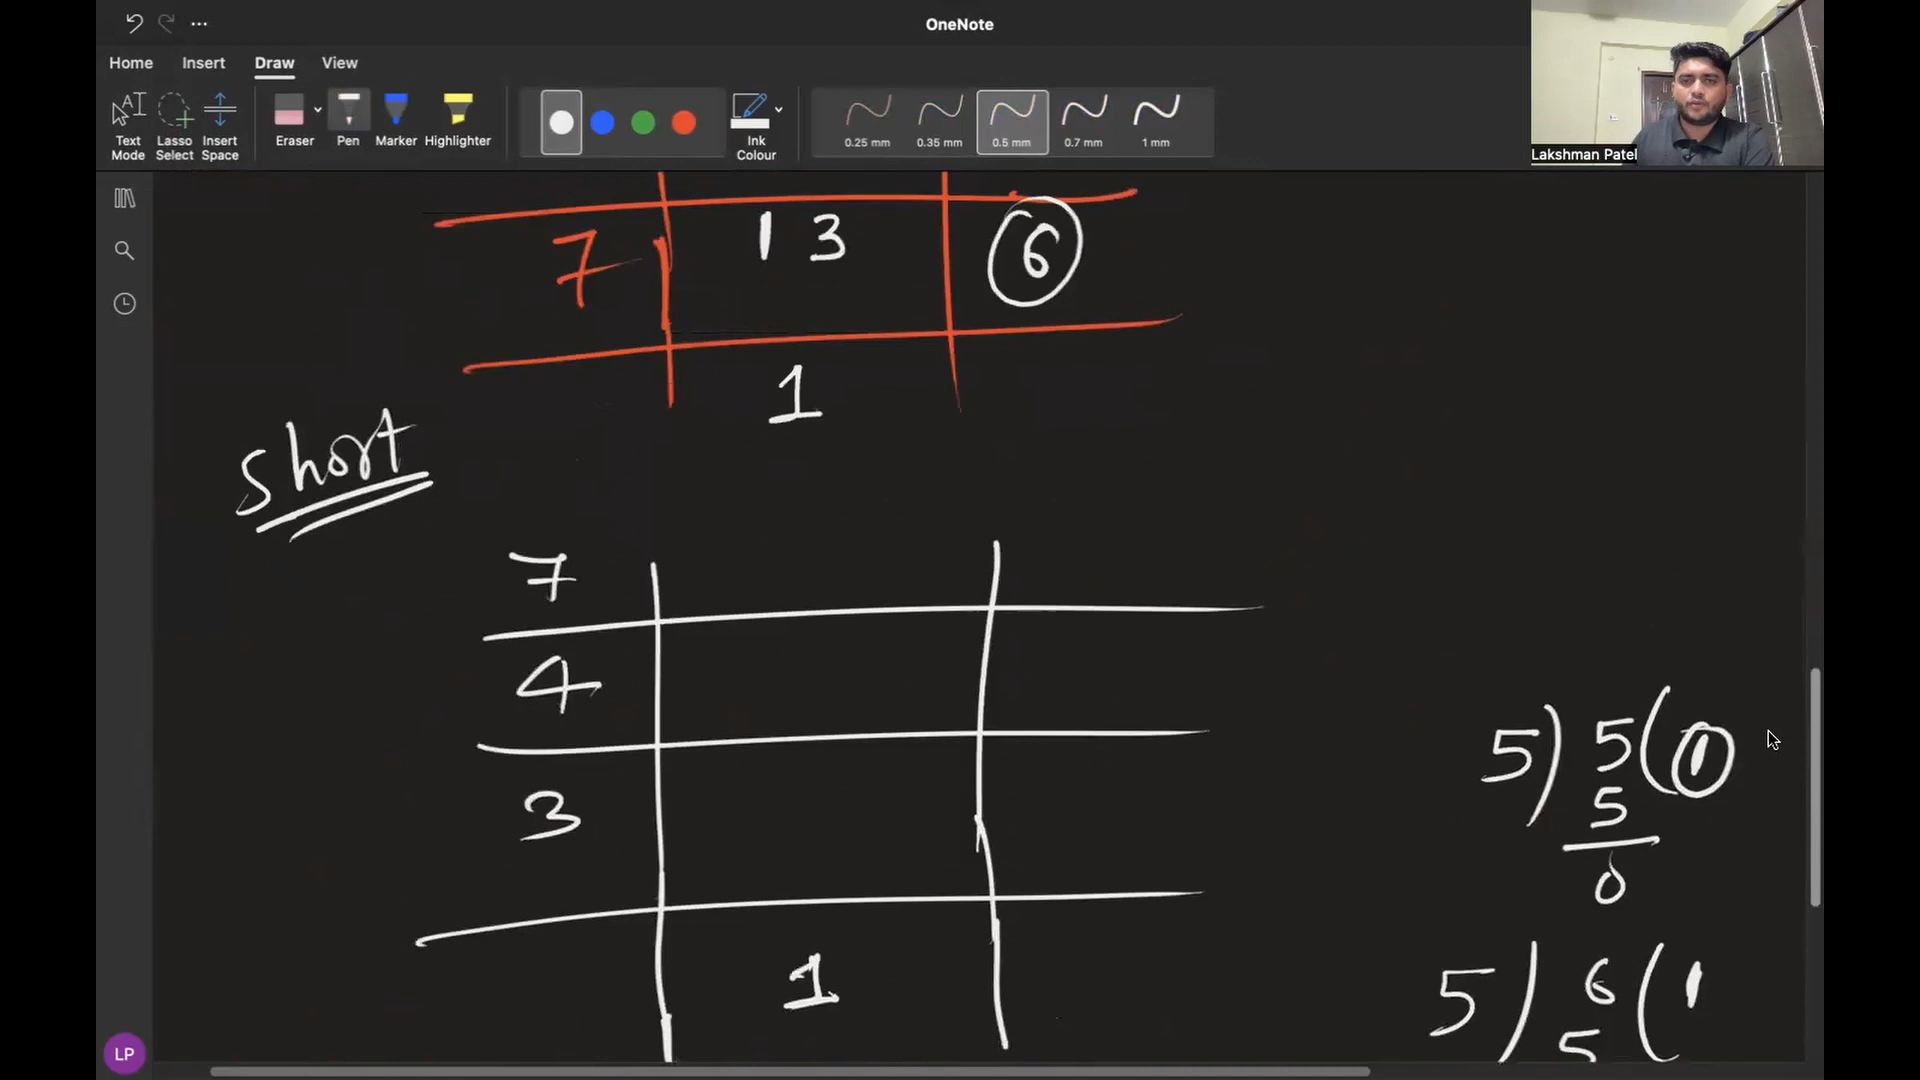 OneNote
Home Insert Draw View
Text Mode
Lasso Select
Insert Space
Eraser
Pen
Marker
Highlighter
Ink Colour
0.25 mm
0.35 mm
0.5 mm
0.7 mm
1 mm
Lakshman Patel
7 13 6
1
short
7
4
3
1
5) 5 (1
5
0
5) 6 (1
5
LP